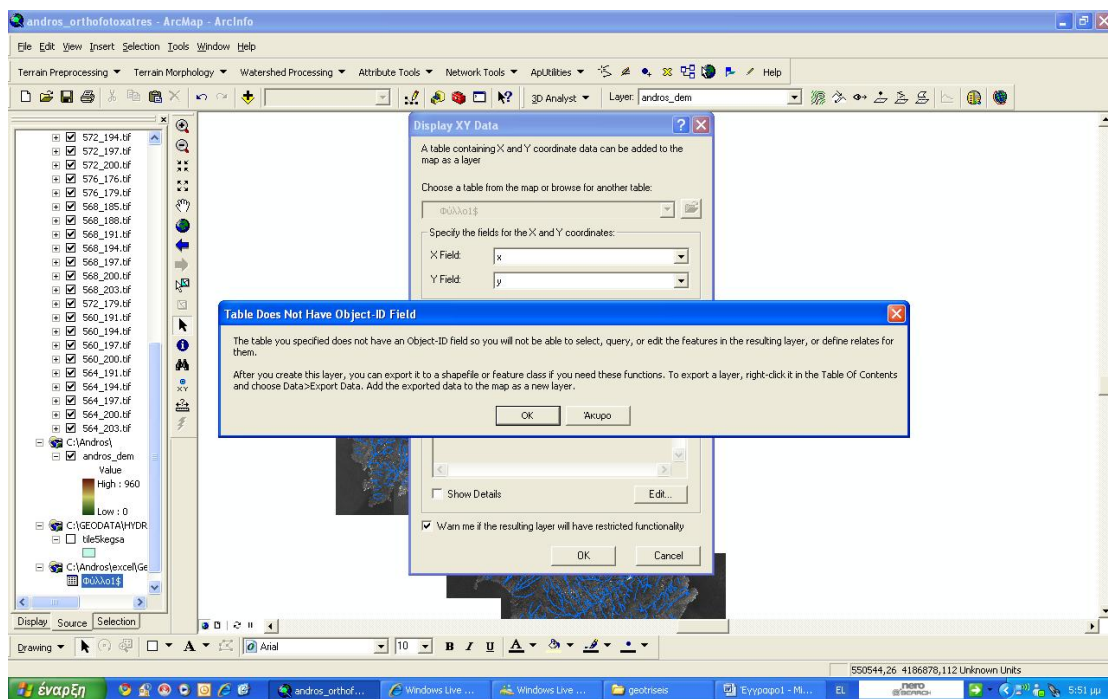 andros_orthofotoxatres - ArcMap - ArcInfo
File Edit View Insert Selection Tools Window Help
Terrain Preprocessing Terrain Morphology Watershed Processing Attribute Tools Network Tools ApUtilities Help
3D Analyst Layer: andros_dem
572_194.tif
572_197.tif
572_200.tif
576_176.tif
576_179.tif
568_185.tif
568_188.tif
568_191.tif
568_194.tif
568_197.tif
568_200.tif
568_203.tif
572_179.tif
560_191.tif
560_194.tif
560_197.tif
560_200.tif
564_191.tif
564_194.tif
564_197.tif
564_200.tif
564_203.tif
C:\Andros\
andros_dem
Value
High : 960
Low : 0
C:\GEODATA\HYDR
tile5kegsa
C:\Andros\excel\Ge
Φύλλο1$
Display Source Selection
Display XY Data
A table containing X and Y coordinate data can be added to the
map as a layer
Choose a table from the map or browse for another table:
Φύλλο1$
Specify the fields for the X and Y coordinates:
X Field: x
Y Field: y
Table Does Not Have Object-ID Field
The table you specified does not have an Object-ID field so you will not be able to select, query, or edit the features in the resulting layer, or define relates for
them.
After you create this layer, you can export it to a shapefile or feature class if you need these functions. To export a layer, right-click it in the Table Of Contents
and choose Data>Export Data. Add the exported data to the map as a new layer.
OK Άκυρο
Show Details Edit...
Warn me if the resulting layer will have restricted functionality
OK Cancel
Drawing A Arial 10 B I U A
550544,26 4186878,112 Unknown Units
έναρξη andros_orthof... Windows Live ... Windows Live ... geotriseis Έγγραφο1 - Mi... EL nero SEARCH 5:51 μμ